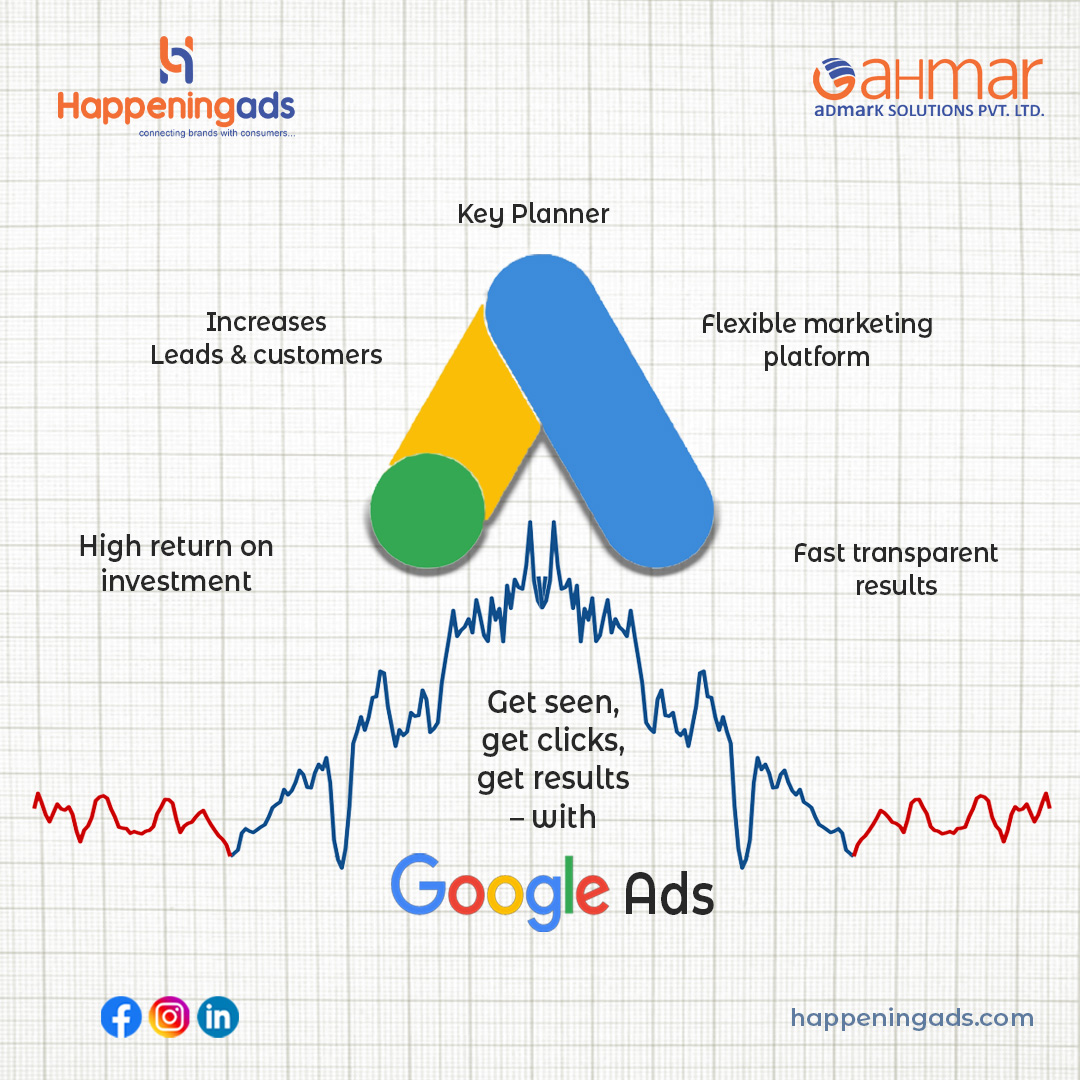 Happeningads
connecting brands with consumers...
aHmar
aDmarK SOLUTIONS PVT. LTD.
Key Planner
Increases
Leads & customers
Flexible marketing
platform
High return on
investment
Fast transparent
results
Get seen,
get clicks,
get results
– with
Google Ads
f
in
happeningads.com